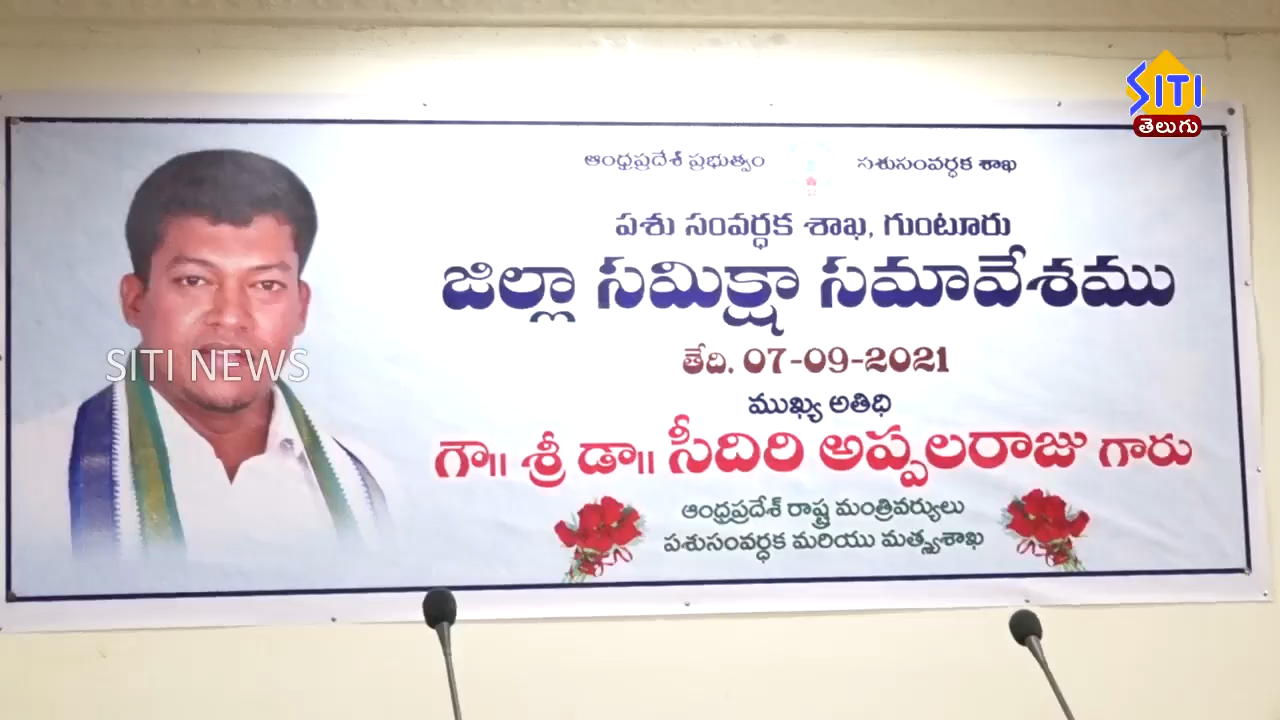 SITI
తెలుగు
ఆంధ్రప్రదేశ్ ప్రభుత్వం పశుసంవర్ధక శాఖ
పశు సంవర్ధక శాఖ, గుంటూరు
జిల్లా సమిక్షా సమావేశము
తేది. 07-09-2021
ముఖ్య అతిధి
గౌ॥ శ్రీ డా॥ సీదిరి అప్పలరాజు గారు
ఆంధ్రప్రదేశ్ రాష్ట్ర మంత్రివర్యులు
పశుసంవర్ధక మరియు మత్స్యశాఖ
SITI NEWS